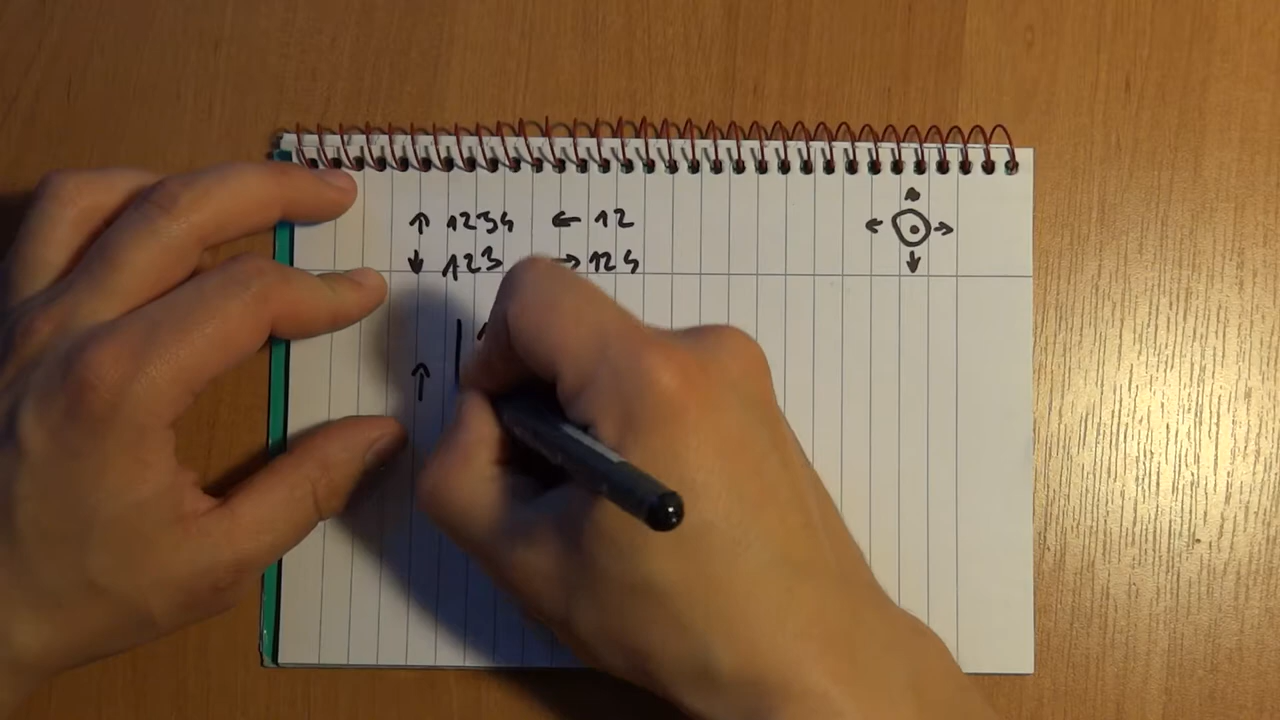 ↑ 1234 ← 12
↓ 123 → 124
↑